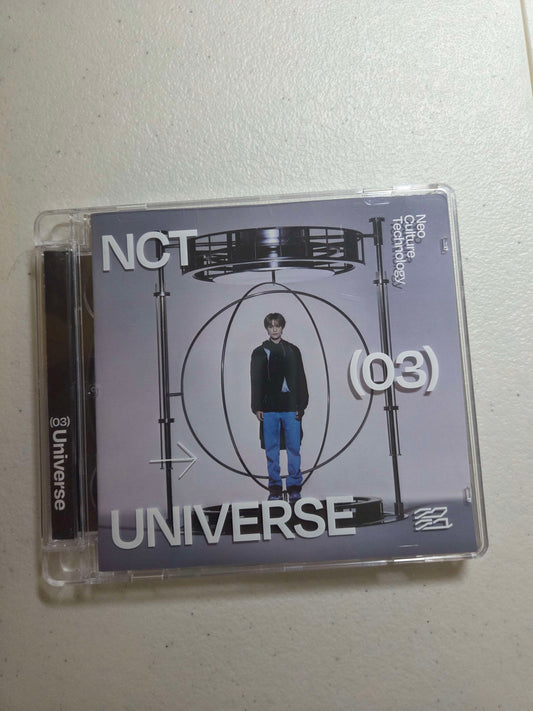 NCT
Neo
Culture
Technology
(03)
UNIVERSE
(03) Universe